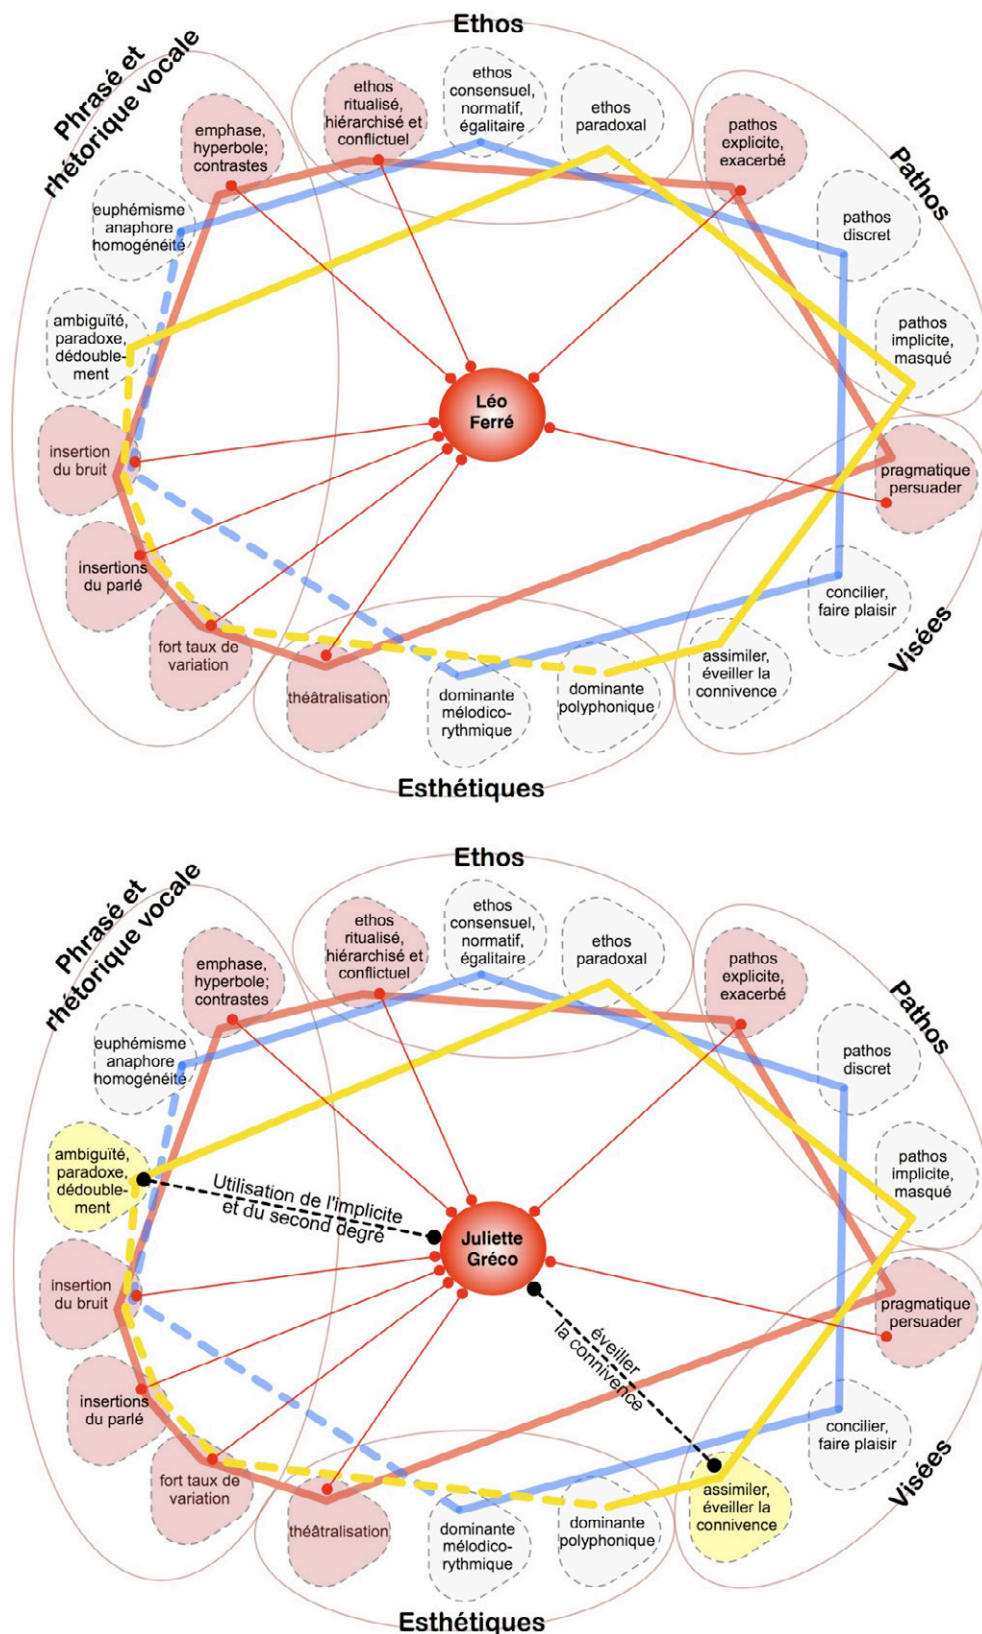 Ethos
Phrasé et
rhétorique vocale
emphase,
hyperbole;
contrastes
ethos
ritualisé,
hiérarchisé et
conflictuel
ethos
consensuel,
normatif,
égalitaire
ethos
paradoxal
pathos
explicite,
exacerbé
Pathos
euphémisme
anaphore
homogénéité
pathos
discret
ambiguïté,
paradoxe,
dédouble-
ment
pathos
implicite,
masqué
Léo
Ferré
insertion
du bruit
pragmatique
persuader
insertions
du parlé
concilier,
faire plaisir
Visées
fort taux de
variation
théâtralisation
dominante
mélodico-
rythmique
dominante
polyphonique
assimiler,
éveiller la
connivence
Esthétiques
Ethos
Phrasé et
rhétorique vocale
emphase,
hyperbole;
contrastes
ethos
ritualisé,
hiérarchisé et
conflictuel
ethos
consensuel,
normatif,
égalitaire
ethos
paradoxal
pathos
explicite,
exacerbé
Pathos
euphémisme
anaphore
homogénéité
pathos
discret
ambiguïté,
paradoxe,
dédouble-
ment
Utilisation de l'implicite
et du second degré
pathos
implicite,
masqué
Juliette
Gréco
insertion
du bruit
pragmatique
persuader
éveiller
la connivence
insertions
du parlé
concilier,
faire plaisir
Visées
fort taux de
variation
théâtralisation
dominante
mélodico-
rythmique
dominante
polyphonique
assimiler,
éveiller la
connivence
Esthétiques